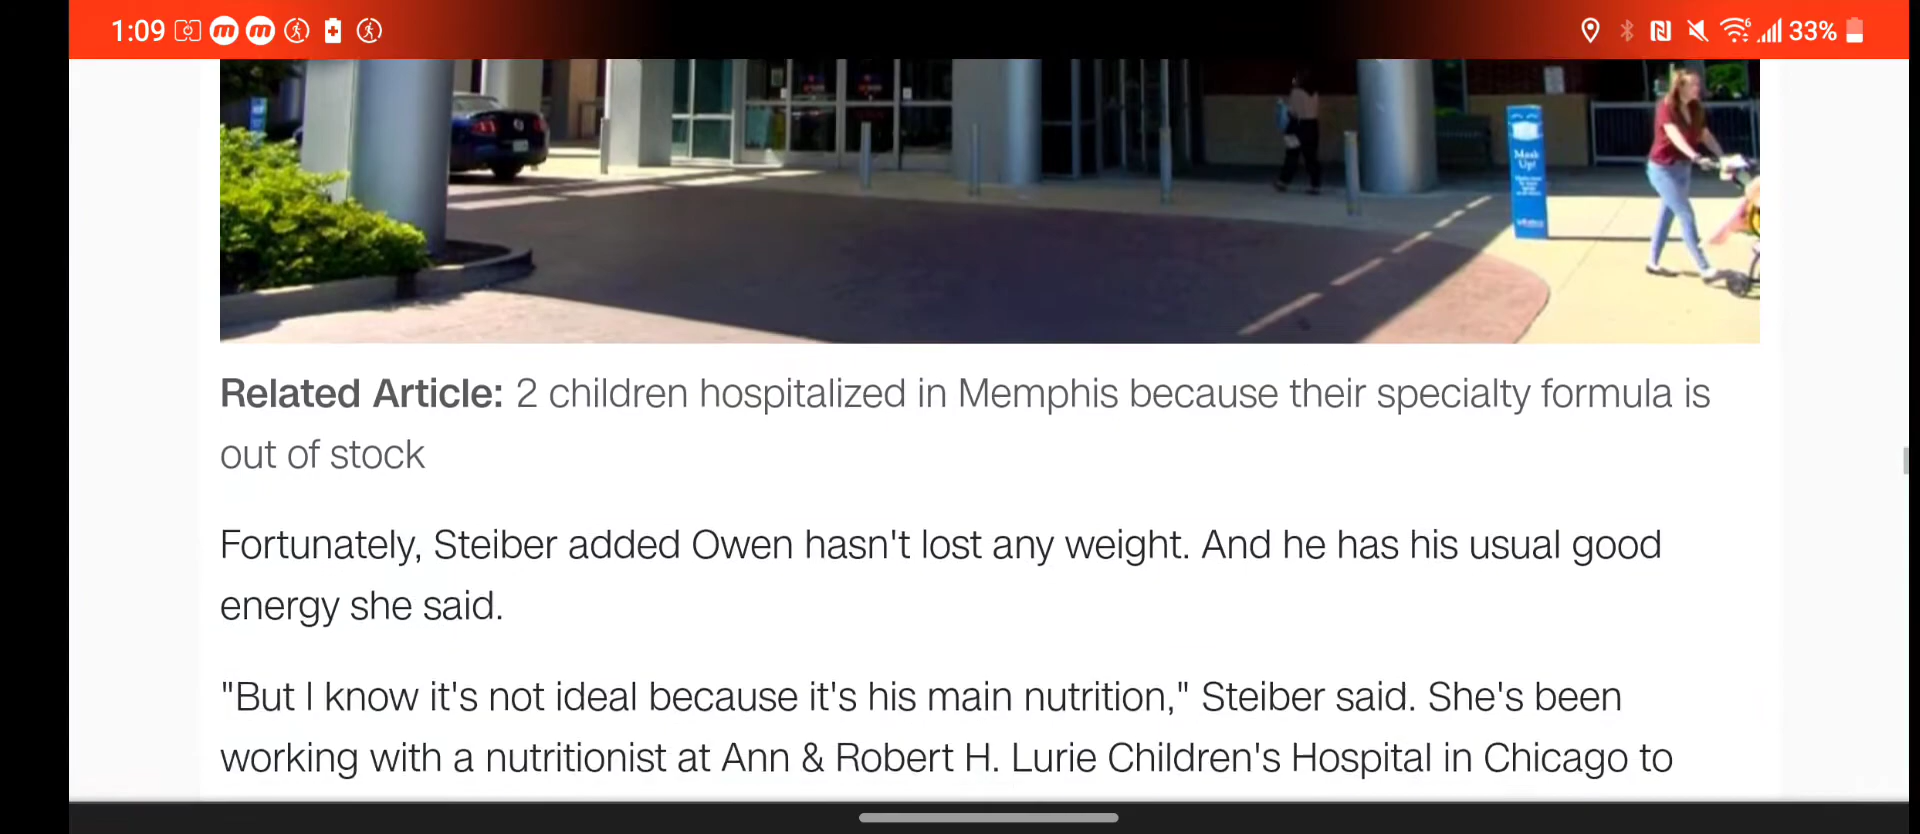 1:09
33%
Mask
Up!
Related Article: 2 children hospitalized in Memphis because their specialty formula is
out of stock
Fortunately, Steiber added Owen hasn't lost any weight. And he has his usual good
energy she said.
"But I know it's not ideal because it's his main nutrition," Steiber said. She's been
working with a nutritionist at Ann & Robert H. Lurie Children's Hospital in Chicago to